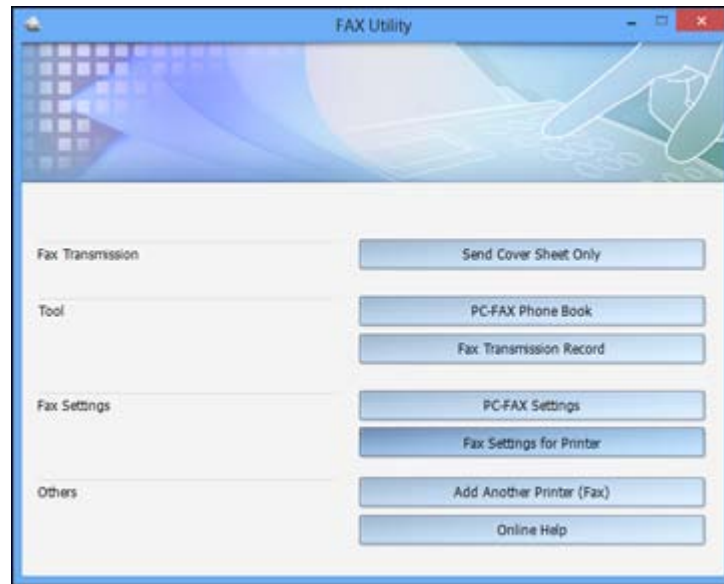 FAX Utility
Fax Transmission
Send Cover Sheet Only
Tool
PC-FAX Phone Book
Fax Transmission Record
Fax Settings
PC-FAX Settings
Fax Settings for Printer
Others
Add Another Printer (Fax)
Online Help